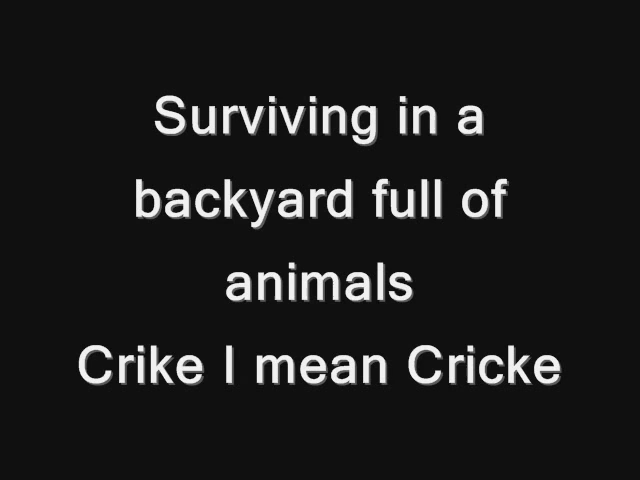 Surviving in a
backyard full of
animals
Crike I mean Cricke